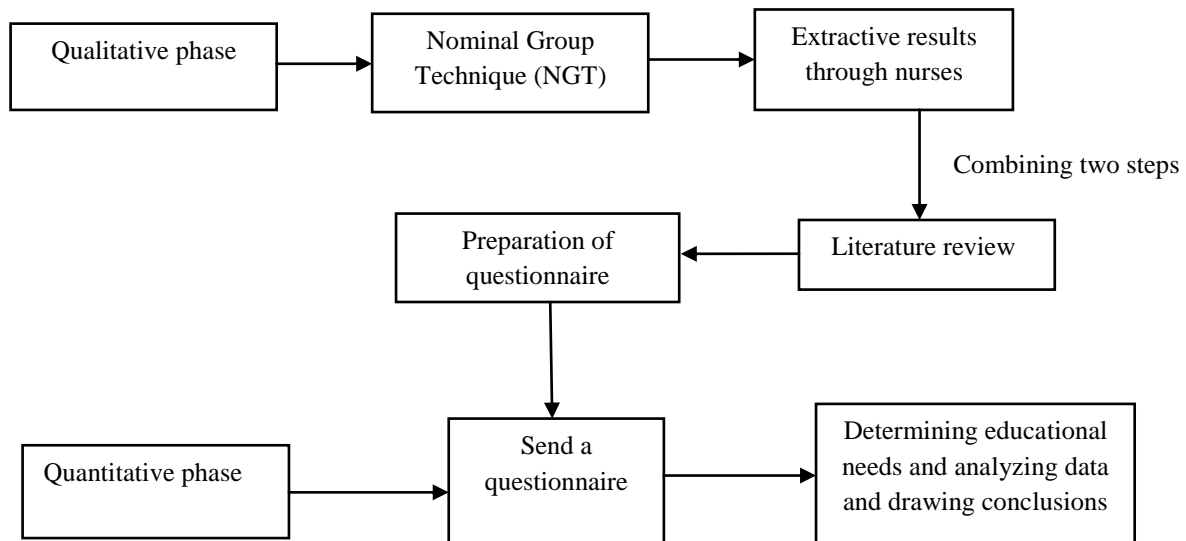 Qualitative phase
Nominal Group
Technique (NGT)
Extractive results
through nurses
Combining two steps
Literature review
Preparation of
questionnaire
Quantitative phase
Send a
questionnaire
Determining educational
needs and analyzing data
and drawing conclusions